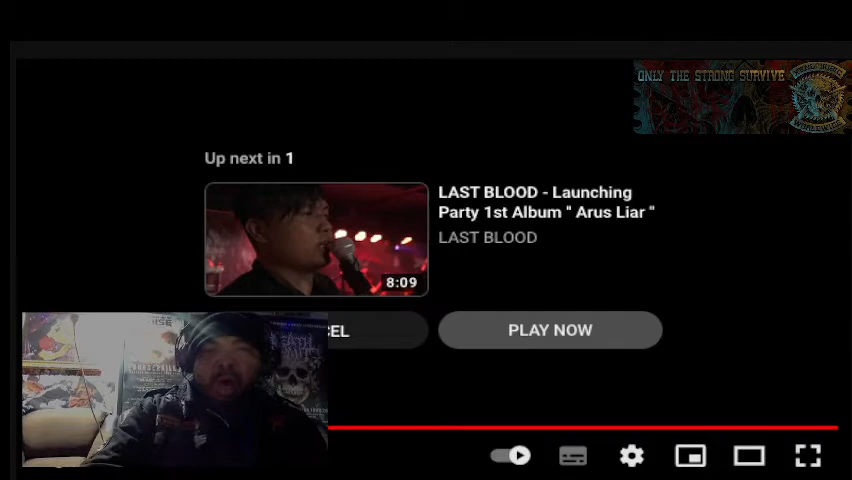 ONLY THE STRONG SURVIVE
Up next in 1
LAST BLOOD - Launching
Party 1st Album " Arus Liar "
LAST BLOOD
8:09
CEL
PLAY NOW